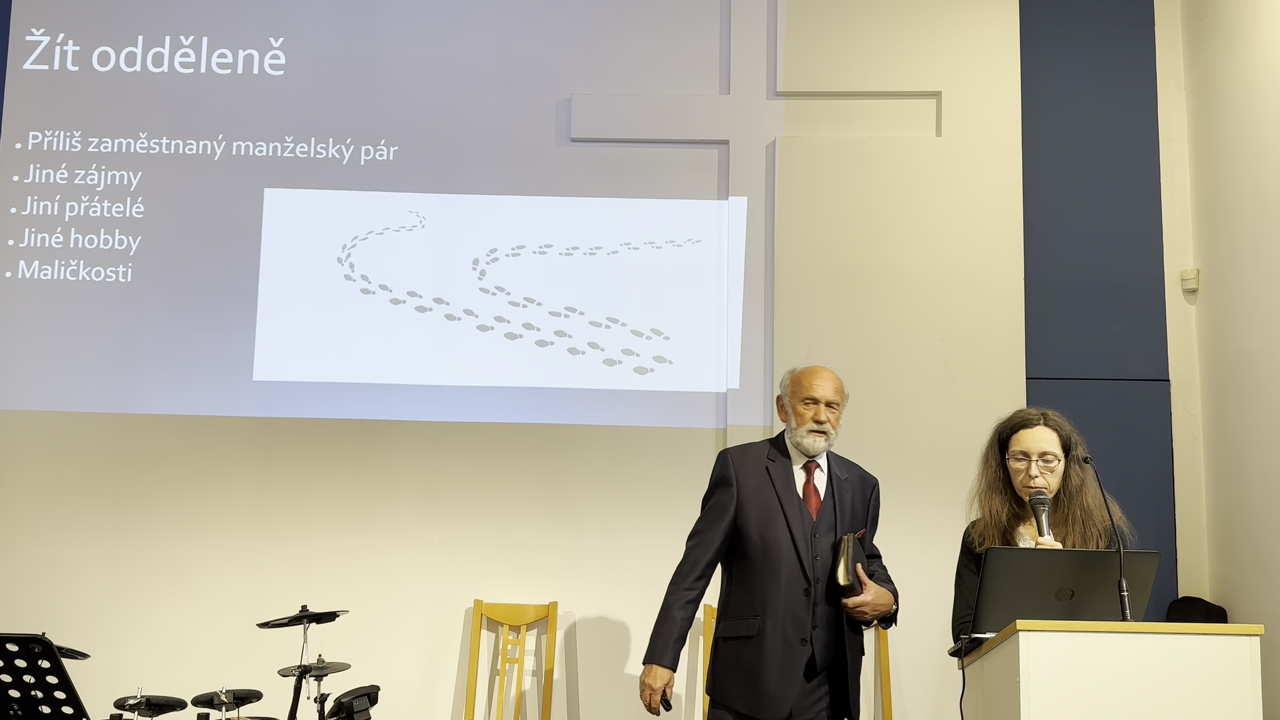 Žít odděleně
• Příliš zaměstnaný manželský pár
• Jiné zájmy
• Jiní přátelé
• Jiné hobby
• Maličkosti